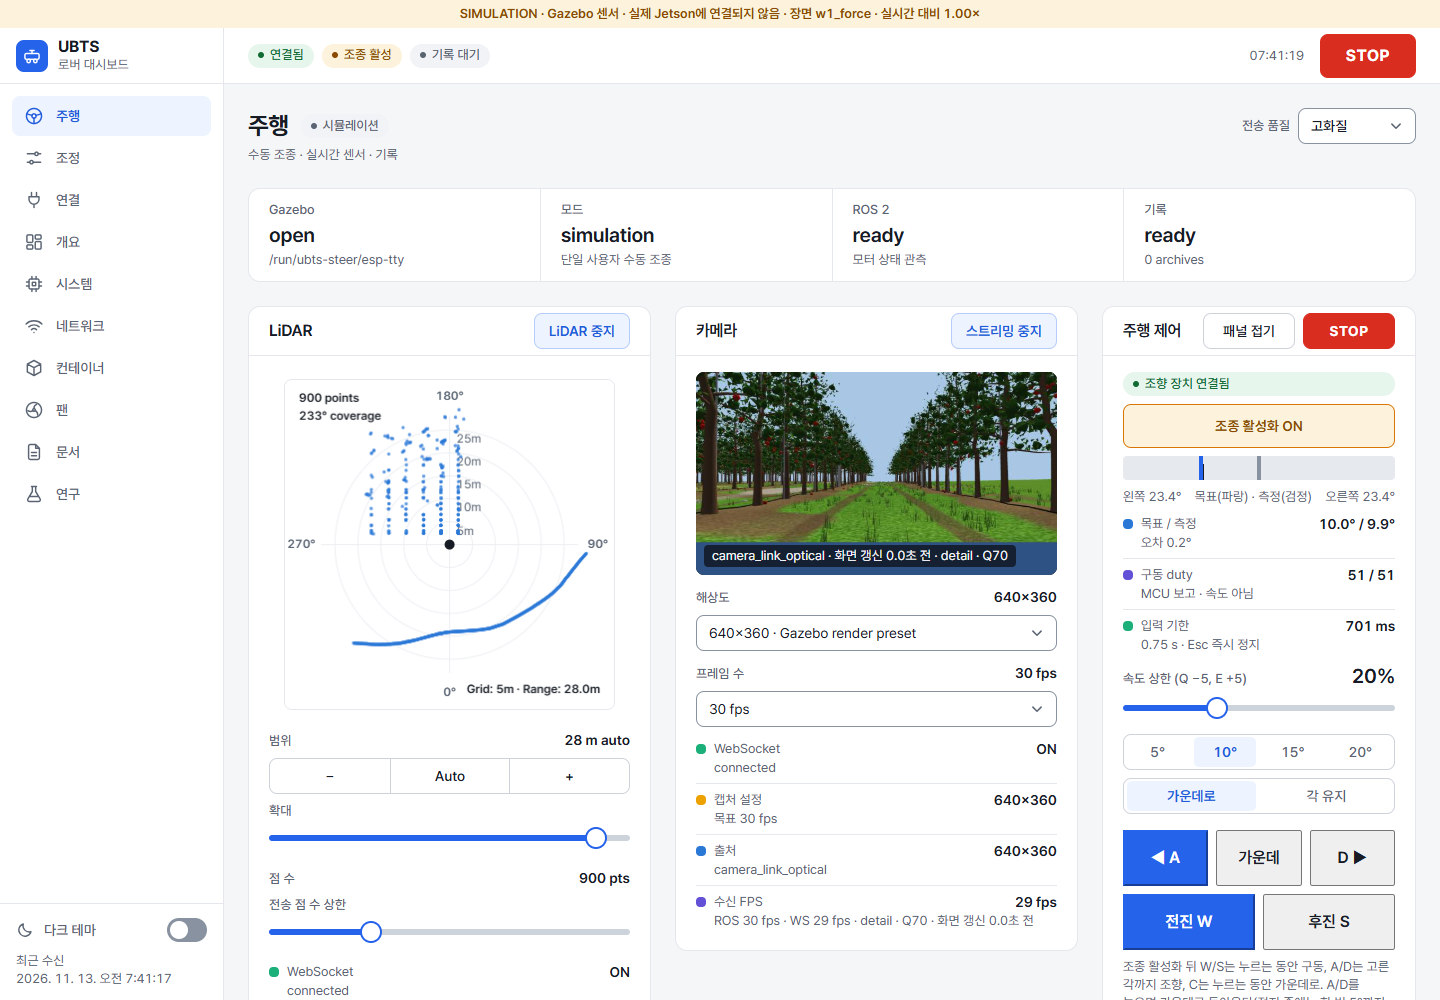 SIMULATION · Gazebo 센서 · 실제 Jetson에 연결되지 않음 · 장면 w1_force · 실시간 대비 1.00×
UBTS
로버 대시보드
연결됨
조종 활성
기록 대기
07:41:19
STOP
주행
조정
연결
개요
시스템
네트워크
컨테이너
팬
문서
연구
다크 테마
최근 수신
2026. 11. 13. 오전 7:41:17
주행
시뮬레이션
수동 조종 · 실시간 센서 · 기록
전송 품질
고화질
Gazebo
open
/run/ubts-steer/esp-tty
모드
simulation
단일 사용자 수동 조종
ROS 2
ready
모터 상태 관측
기록
ready
0 archives
LiDAR
LiDAR 중지
900 points
233° coverage
180°
25m
20m
15m
10m
5m
270°
90°
0°
Grid: 5m · Range: 28.0m
범위
28 m auto
−
Auto
+
확대
점 수
900 pts
전송 점 수 상한
WebSocket
ON
connected
카메라
스트리밍 중지
camera_link_optical · 화면 갱신 0.0초 전 · detail · Q70
해상도
640×360
640×360 · Gazebo render preset
프레임 수
30 fps
30 fps
WebSocket
ON
connected
캡처 설정
640×360
목표 30 fps
출처
640×360
camera_link_optical
수신 FPS
29 fps
ROS 30 fps · WS 29 fps · detail · Q70 · 화면 갱신 0.0초 전
주행 제어
패널 접기
STOP
조향 장치 연결됨
조종 활성화 ON
왼쪽 23.4°
목표(파랑) · 측정(검정)
오른쪽 23.4°
목표 / 측정
10.0° / 9.9°
오차 0.2°
구동 duty
51 / 51
MCU 보고 · 속도 아님
입력 기한
701 ms
0.75 s · Esc 즉시 정지
속도 상한 (Q −5, E +5)
20%
5°
10°
15°
20°
가운데로
각 유지
◀ A
가운데
D ▶
전진 W
후진 S
조종 활성화 뒤 W/S는 누르는 동안 구동, A/D는 고른
각까지 조향, C는 누르는 동안 가운데로. A/D를